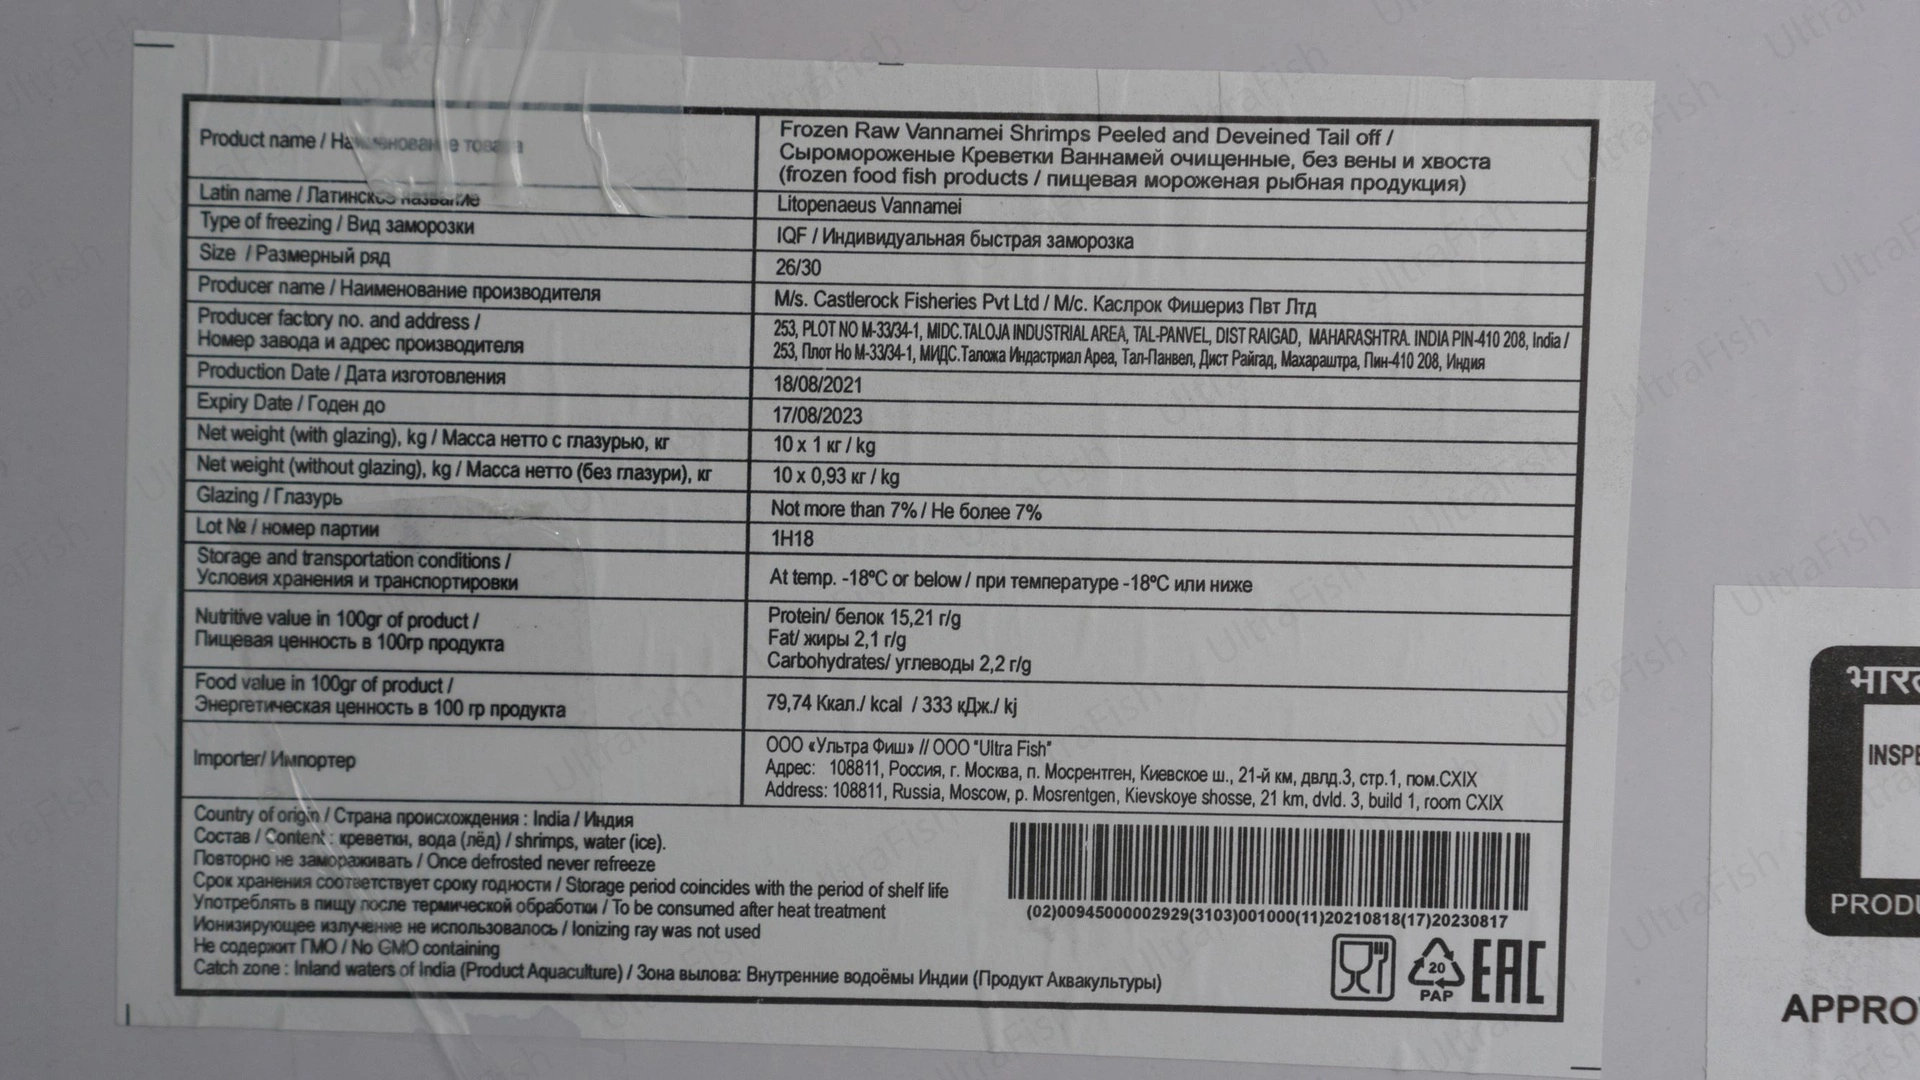 Product name / Наименование товара
Frozen Raw Vannamei Shrimps Peeled and Deveined Tail off /
Сыромороженые Креветки Ваннамей очищенные, без вены и хвоста
(frozen food fish products / пищевая мороженая рыбная продукция)
Latin name / Латинское название
Litopenaeus Vannamei
Type of freezing / Вид заморозки
IQF / Индивидуальная быстрая заморозка
Size / Размерный ряд
26/30
Producer name / Наименование производителя
M/s. Castlerock Fisheries Pvt Ltd / М/с. Каслрок Фишериз Пвт Лтд
Producer factory no. and address /
Номер завода и адрес производителя
253, PLOT NO M-33/34-1, MIDC.TALOJA INDUSTRIAL AREA, TAL-PANVEL, DIST RAIGAD, MAHARASHTRA. INDIA PIN-410 208, India /
253, Плот Но М-33/34-1, МИДС.Таложа Индастриал Ареа, Тал-Панвел, Дист Райгад, Махараштра, Пин-410 208, Индия
Production Date / Дата изготовления
18/08/2021
Expiry Date / Годен до
17/08/2023
Net weight (with glazing), kg / Масса нетто с глазурью, кг
10 x 1 кг / kg
Net weight (without glazing), kg / Масса нетто (без глазури), кг
10 x 0,93 кг / kg
Glazing / Глазурь
Not more than 7% / Не более 7%
Lot № / номер партии
1H18
Storage and transportation conditions /
Условия хранения и транспортировки
At temp. -18ºC or below / при температуре -18ºC или ниже
Nutritive value in 100gr of product /
Пищевая ценность в 100гр продукта
Protein/ белок 15,21 г/g
Fat/ жиры 2,1 г/g
Carbohydrates/ углеводы 2,2 г/g
Food value in 100gr of product /
Энергетическая ценность в 100 гр продукта
79,74 Ккал./ kcal / 333 кДж./ kj
Importer/ Импортер
ООО «Ультра Фиш» // OOO "Ultra Fish"
Адрес: 108811, Россия, г. Москва, п. Мосрентген, Киевское ш., 21-й км, двлд.3, стр.1, пом.CXIX
Address: 108811, Russia, Moscow, p. Mosrentgen, Kievskoye shosse, 21 km, dvld. 3, build 1, room CXIX
Country of origin / Страна происхождения : India / Индия
Состав / Content : креветки, вода (лёд) / shrimps, water (ice).
Повторно не замораживать / Once defrosted never refreeze
Срок хранения соответствует сроку годности / Storage period coincides with the period of shelf life
Употреблять в пищу после термической обработки / To be consumed after heat treatment
Ионизирующее излучение не использовалось / Ionizing ray was not used
Не содержит ГМО / No GMO containing
Catch zone : Inland waters of India (Product Aquaculture) / Зона вылова: Внутренние водоёмы Индии (Продукт Аквакультуры)
(02)00945000002929(3103)001000(11)20210818(17)20230817
20
PAP
EAC
भारत
INSPE
PRODU
APPRO
UltraFish